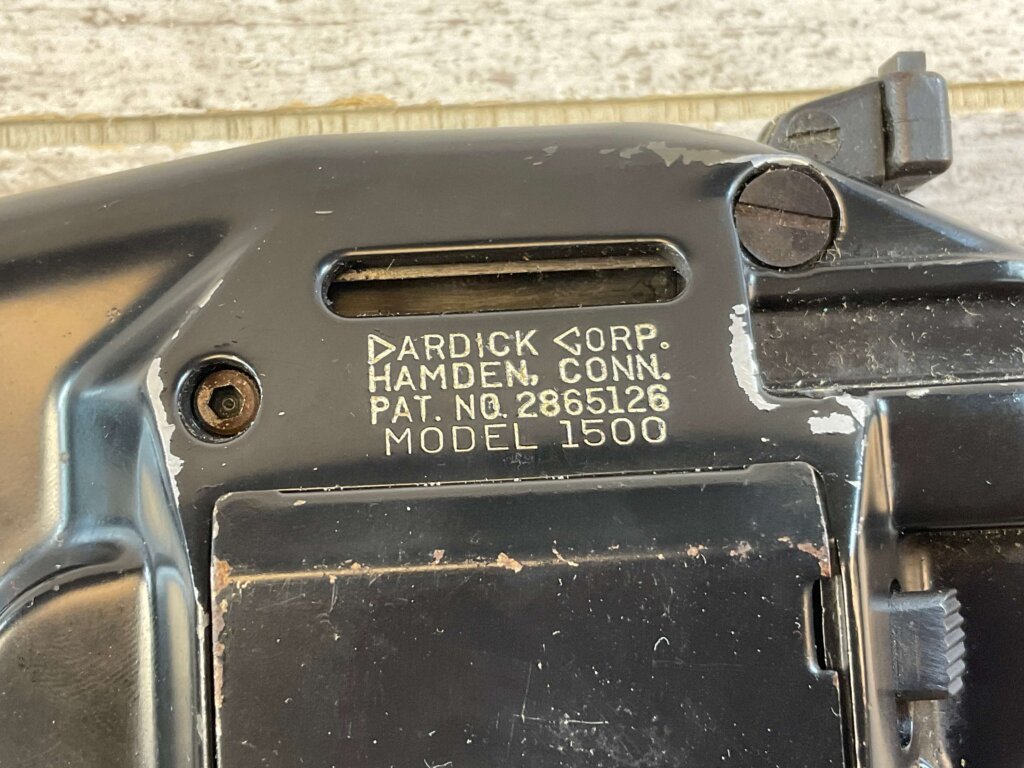 DARDICK CORP.
HAMDEN, CONN.
PAT. NO. 2865126
MODEL 1500